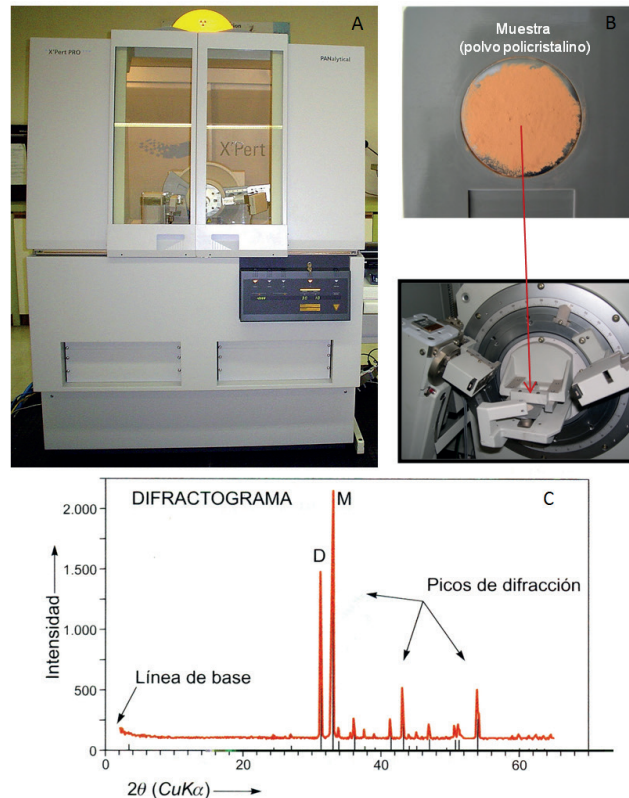 A
X'Pert PRO
PANalytical
X'Pert
B
Muestra
(polvo policristalino)
DIFRACTOGRAMA
M
C
D
Picos de difracción
Línea de base
Intensidad
2.000
1.500
1.000
500
0
0
20
40
60
2θ (CuKα)